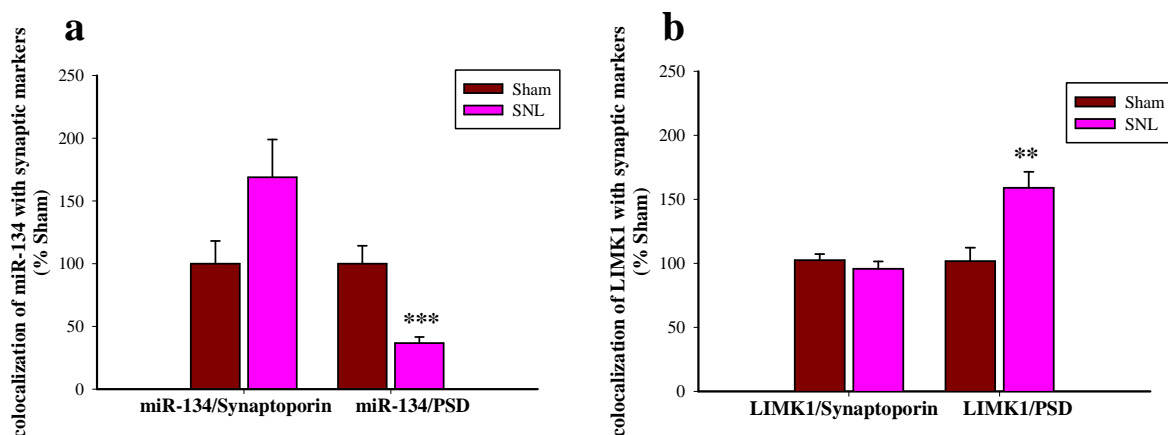 a
colocalization of miR-134 with synaptic markers
(% Sham)
250
200
150
100
50
0
Sham
SNL
***
miR-134/Synaptoporin
miR-134/PSD
b
colocalization of LIMK1 with synaptic markers
(% Sham)
250
200
150
100
50
0
Sham
SNL
**
LIMK1/Synaptoporin
LIMK1/PSD